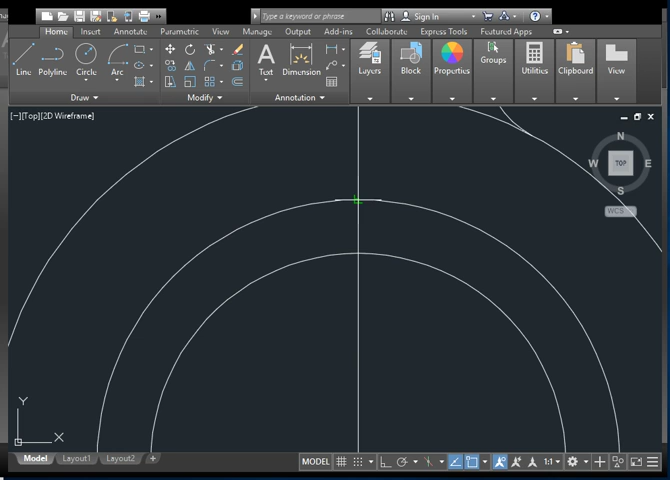 Type a keyword or phrase
Sign In
Home Insert Annotate Parametric View Manage Output Add-ins Collaborate Express Tools Featured Apps
Line Polyline Circle Arc Text Dimension Layers Block Properties Groups Utilities Clipboard View
Draw Modify Annotation
[−][Top][2D Wireframe]
N
W TOP E
S
WCS
Y
X
Model Layout1 Layout2 +
MODEL 1:1